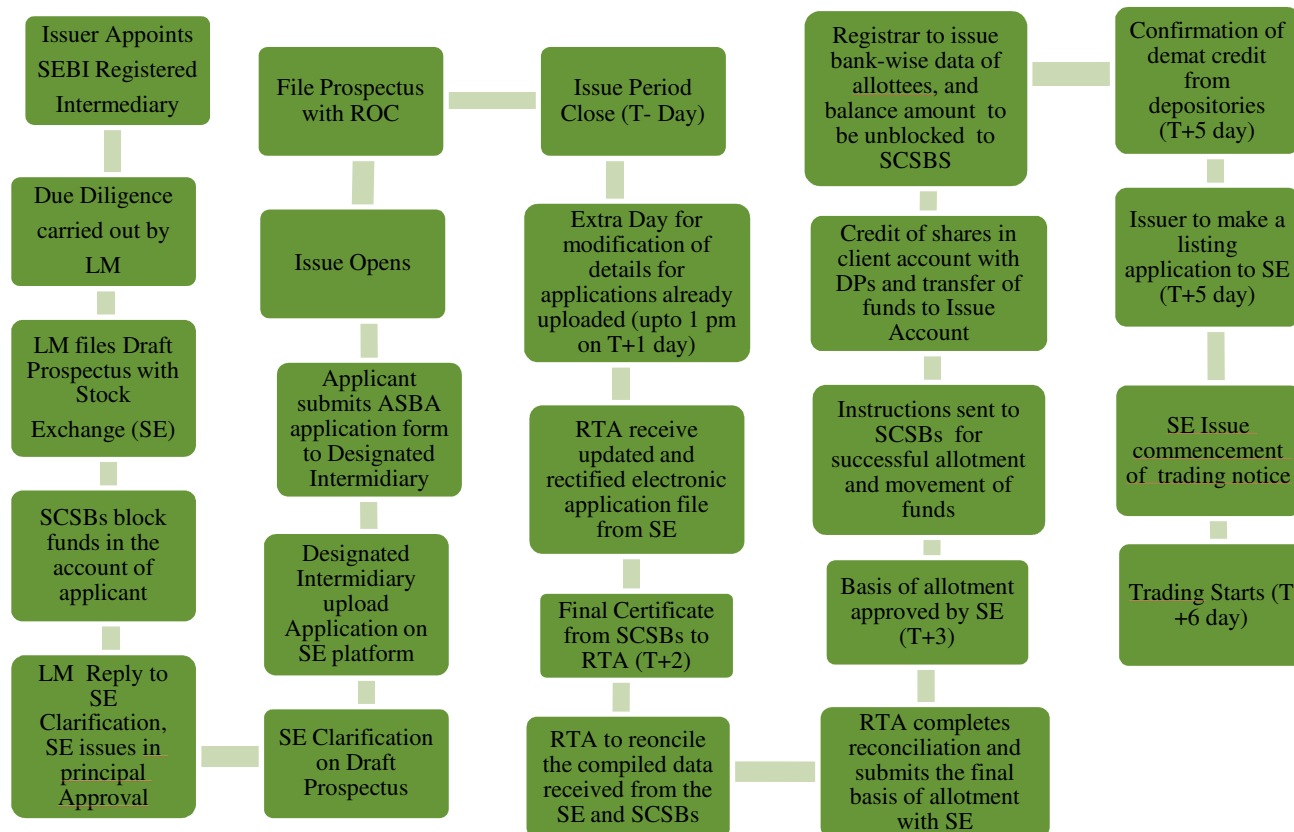 Issuer Appoints
SEBI Registered
Intermediary
Due Diligence
carried out by
LM
LM files Draft
Prospectus with
Stock
Exchange (SE)
SCSBs block
funds in the
account of
applicant
LM Reply to
SE
Clarification,
SE issues in
principal
Approval
File Prospectus
with ROC
Issue Opens
Applicant
submits ASBA
application form
to Designated
Intermidiary
Designated
Intermidiary
upload
Application on
SE platform
SE Clarification
on Draft
Prospectus
Issue Period
Close (T- Day)
Extra Day for
modification of
details for
applications already
uploaded (upto 1 pm
on T+1 day)
RTA receive
updated and
rectified electronic
application file
from SE
Final Certificate
from SCSBs to
RTA (T+2)
RTA to reconcile
the compiled data
received from the
SE and SCSBs
Registrar to issue
bank-wise data of
allottees, and
balance amount to
be unblocked to
SCSBS
Credit of shares in
client account with
DPs and transfer of
funds to Issue
Account
Instructions sent to
SCSBs for
successful allotment
and movement of
funds
Basis of allotment
approved by SE
(T+3)
RTA completes
reconciliation and
submits the final
basis of allotment
with SE
Confirmation of
demat credit
from
depositories
(T+5 day)
Issuer to make a
listing
application to SE
(T+5 day)
SE Issue
commencement
of trading notice
Trading Starts (T
+6 day)